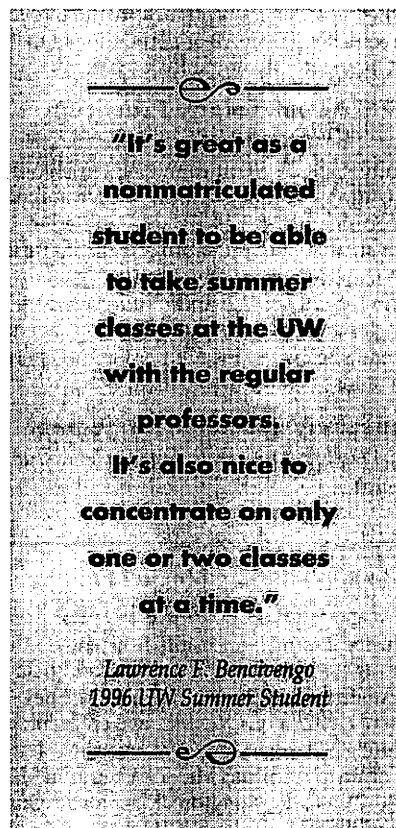 "It's great as a
nonmatriculated
student to be able
to take summer
classes at the UW
with the regular
professors.
It's also nice to
concentrate on only
one or two classes
at a time."
Lawrence F. Bencivengo
1996 UW Summer Student